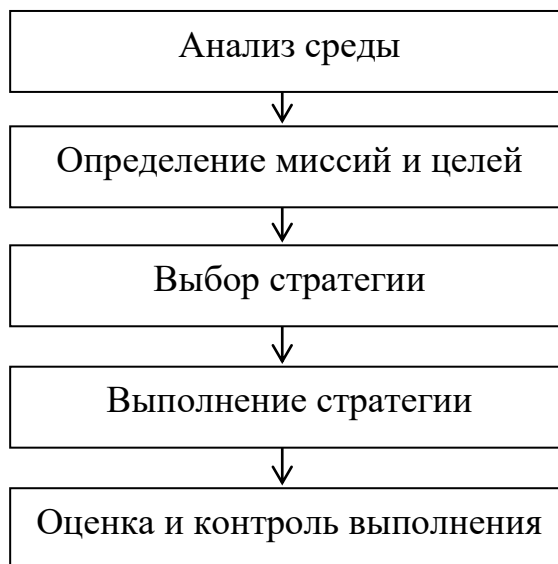 Анализ среды
Определение миссий и целей
Выбор стратегии
Выполнение стратегии
Оценка и контроль выполнения